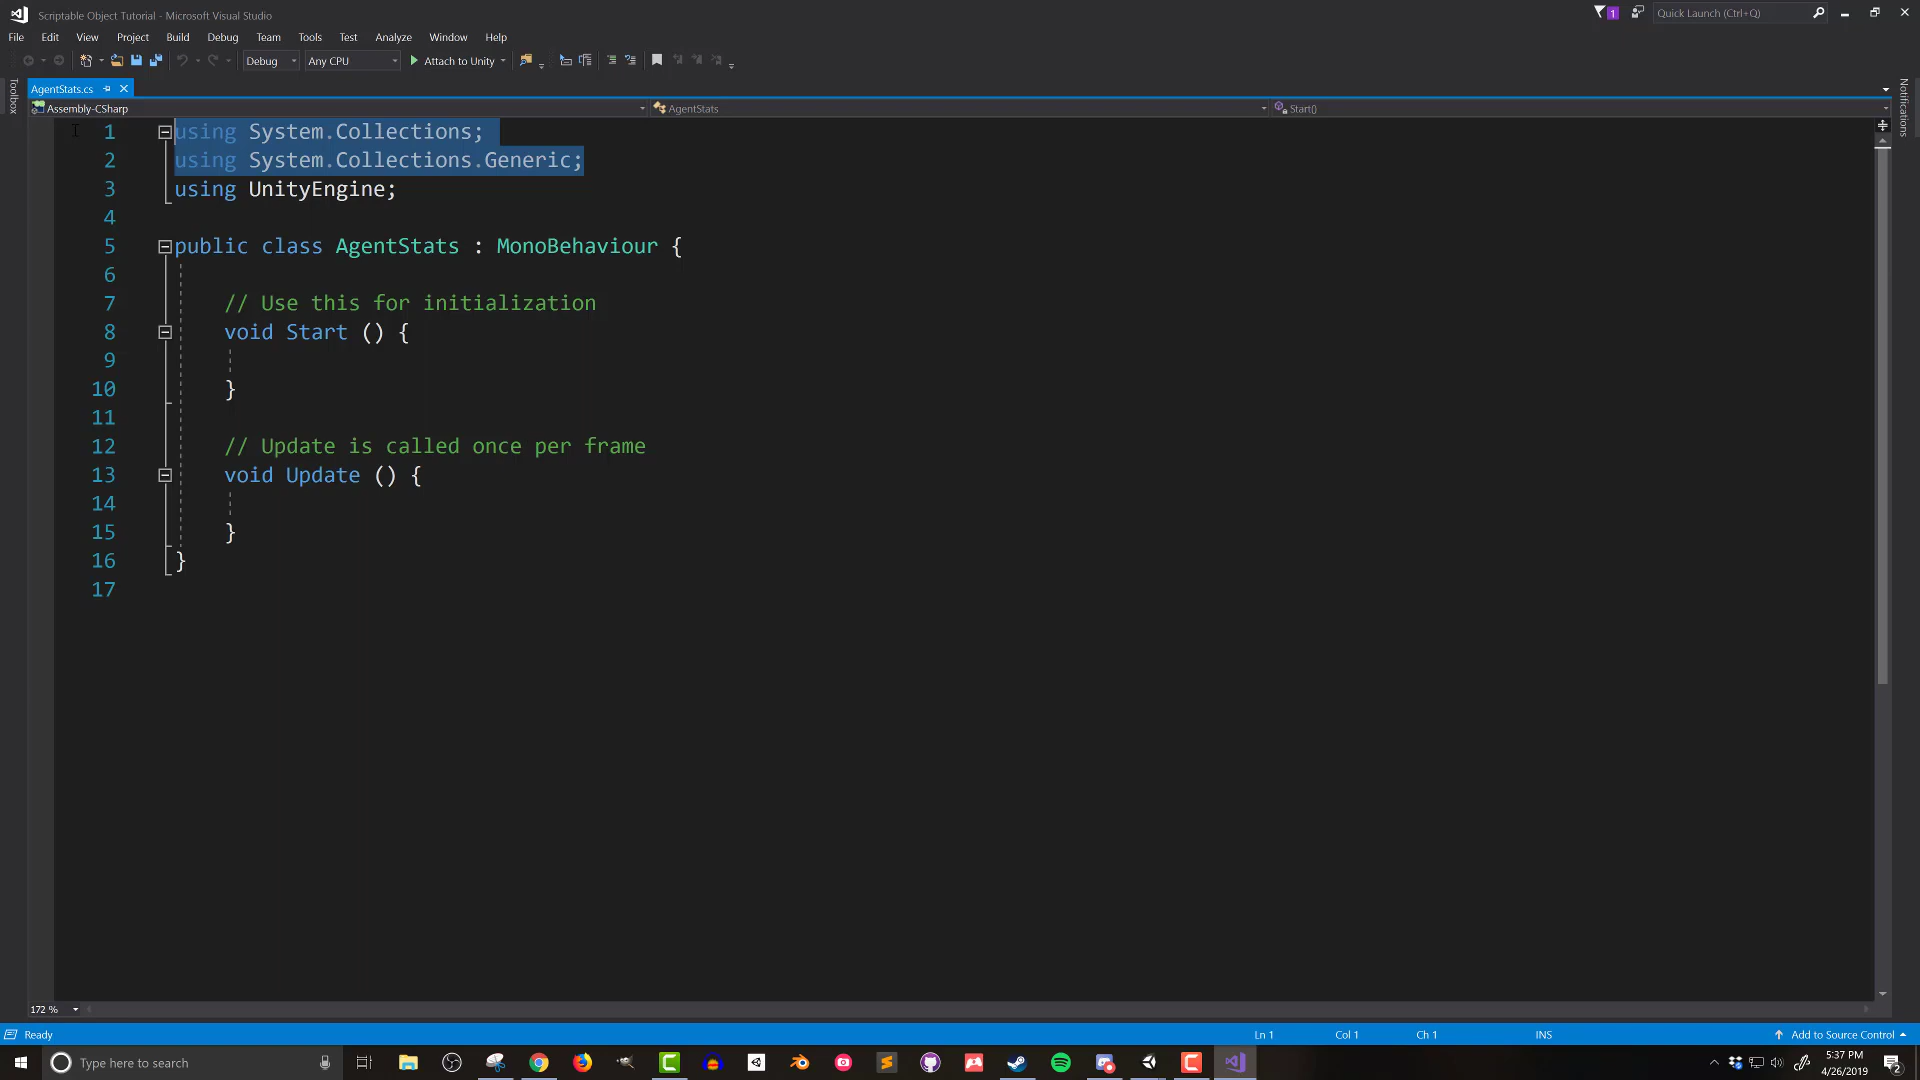 Scriptable Object Tutorial - Microsoft Visual Studio
1
Quick Launch (Ctrl+Q)
File Edit View Project Build Debug Team Tools Test Analyze Window Help
Debug Any CPU Attach to Unity
Toolbox
AgentStats.cs
Notifications
Assembly-CSharp AgentStats Start()
1 using System.Collections;
2 using System.Collections.Generic;
3 using UnityEngine;
4
5 public class AgentStats : MonoBehaviour {
6
7 // Use this for initialization
8 void Start () {
9
10 }
11
12 // Update is called once per frame
13 void Update () {
14
15 }
16 }
17
172 %
Ready Ln 1 Col 1 Ch 1 INS Add to Source Control
Type here to search
5:37 PM
4/26/2019
2